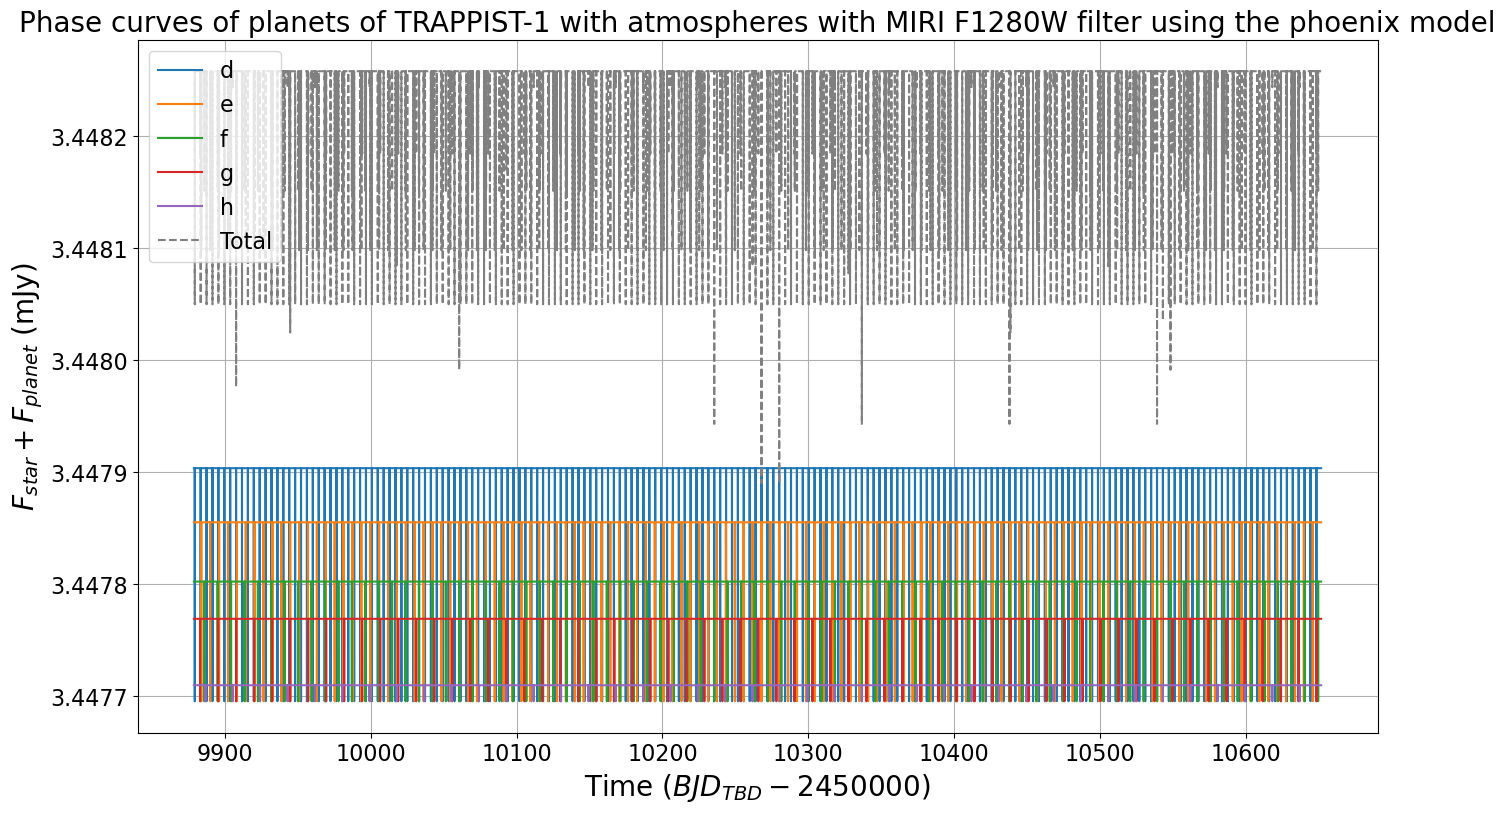 Phase curves of planets of TRAPPIST-1 with atmospheres with MIRI F1280W filter using the phoenix model
d
e
f
g
h
Total
3.4482
3.4481
3.4480
3.4479
3.4478
3.4477
F_{star} + F_{planet} (mJy)
9900 10000 10100 10200 10300 10400 10500 10600
Time (BJD_{TBD} − 2450000)